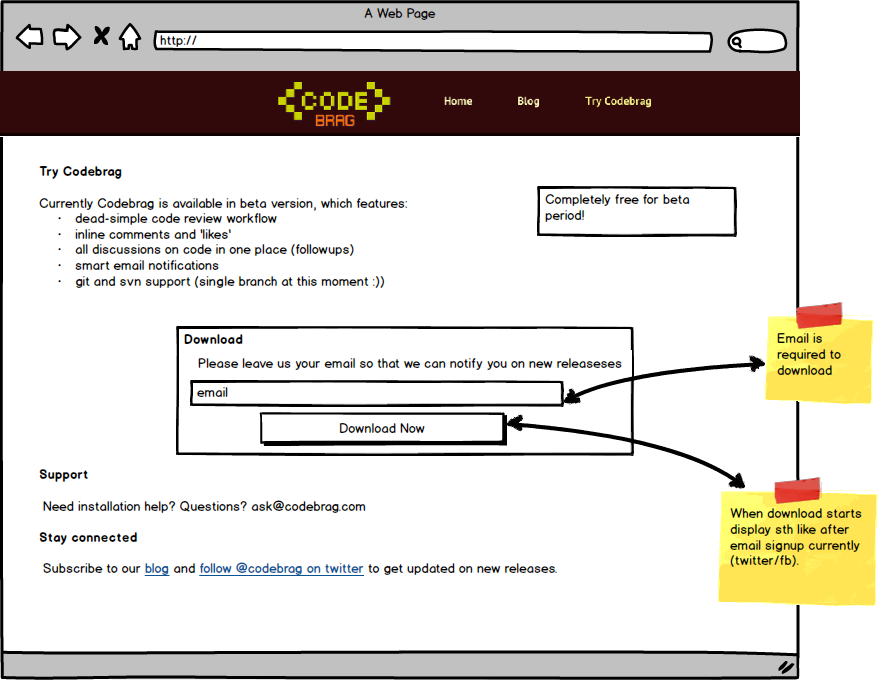 A Web Page
http://
CODE
BRAG
Home
Blog
Try Codebrag
Try Codebrag
Currently Codebrag is available in beta version, which features:
· dead-simple code review workflow
· inline comments and 'likes'
· all discussions on code in one place (followups)
· smart email notifications
· git and svn support (single branch at this moment :))
Completely free for beta
period!
Download
Please leave us your email so that we can notify you on new releaseses
email
Download Now
Email is
required to
download
Support
Need installation help? Questions? ask@codebrag.com
When download starts
display sth like after
email signup currently
(twitter/fb).
Stay connected
Subscribe to our blog and follow @codebrag on twitter to get updated on new releases.